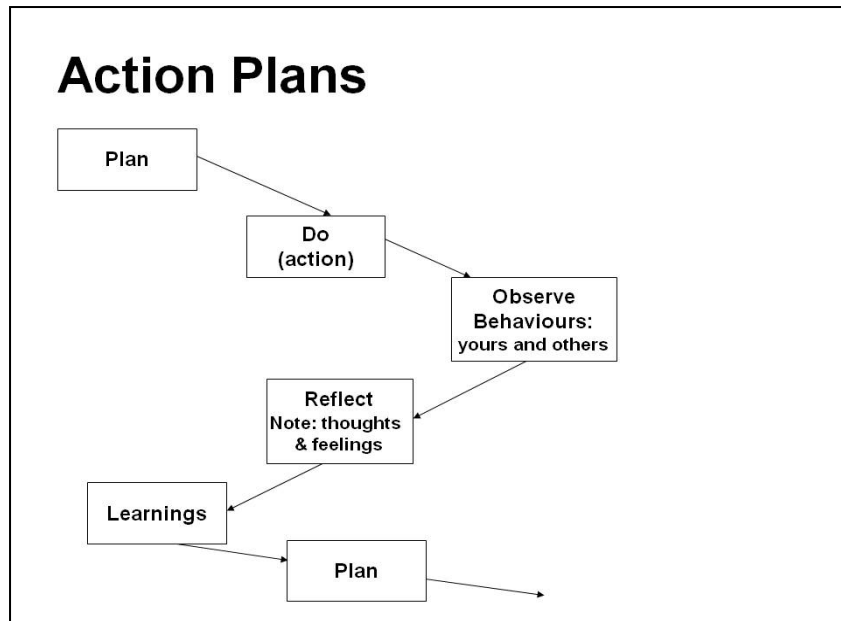 Action Plans
Plan
Do
(action)
Observe
Behaviours:
yours and others
Reflect
Note: thoughts
& feelings
Learnings
Plan